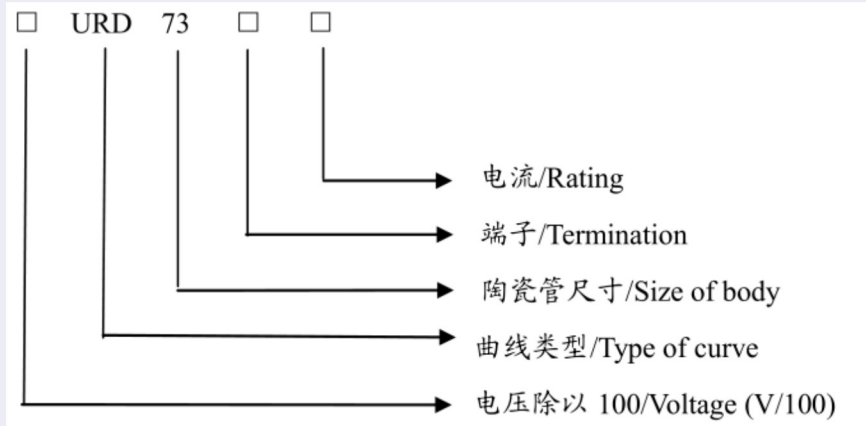 □ URD 73 □ □
电流/Rating
端子/Termination
陶瓷管尺寸/Size of body
曲线类型/Type of curve
电压除以 100/Voltage (V/100)